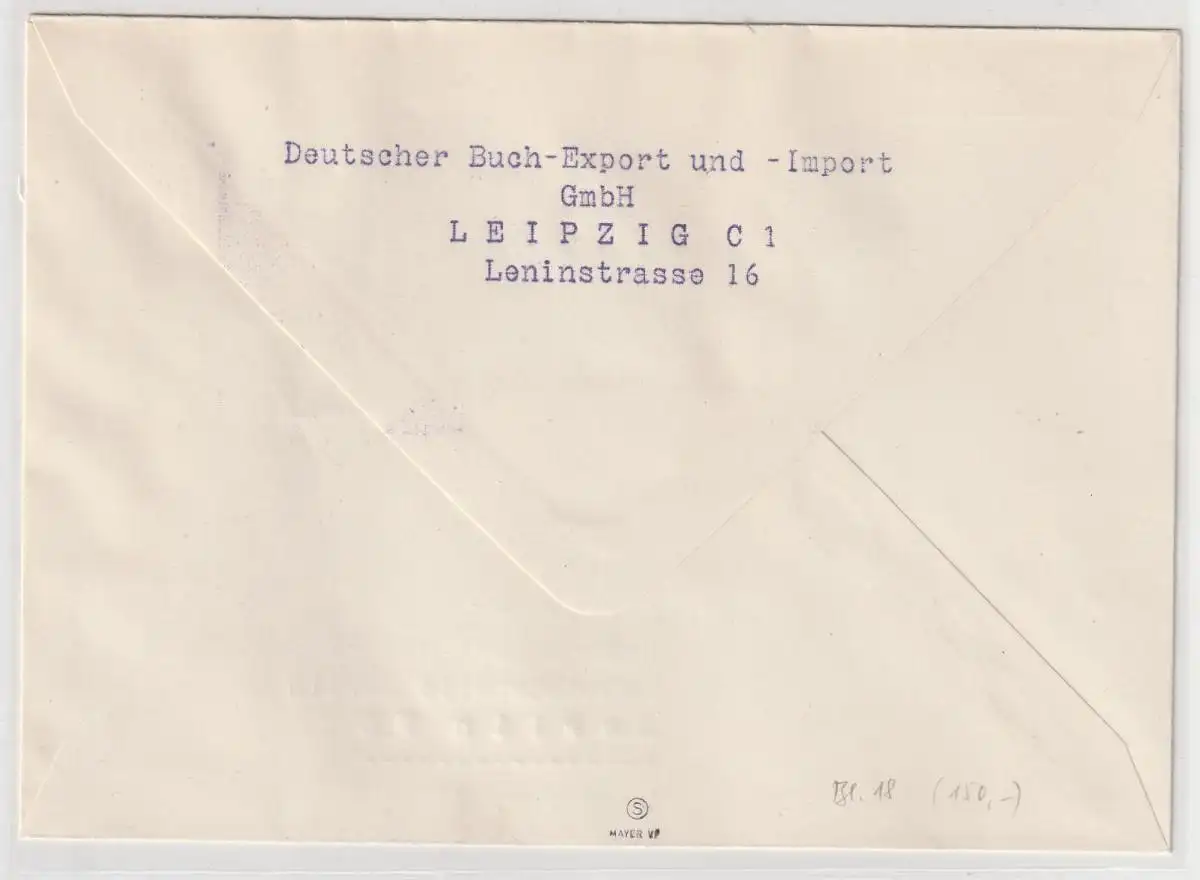 Deutscher Buch-Export und -Import
GmbH
L E I P Z I G C 1
Leninstrasse 16
Bl. 18 (150,-)
S
MAYER VP